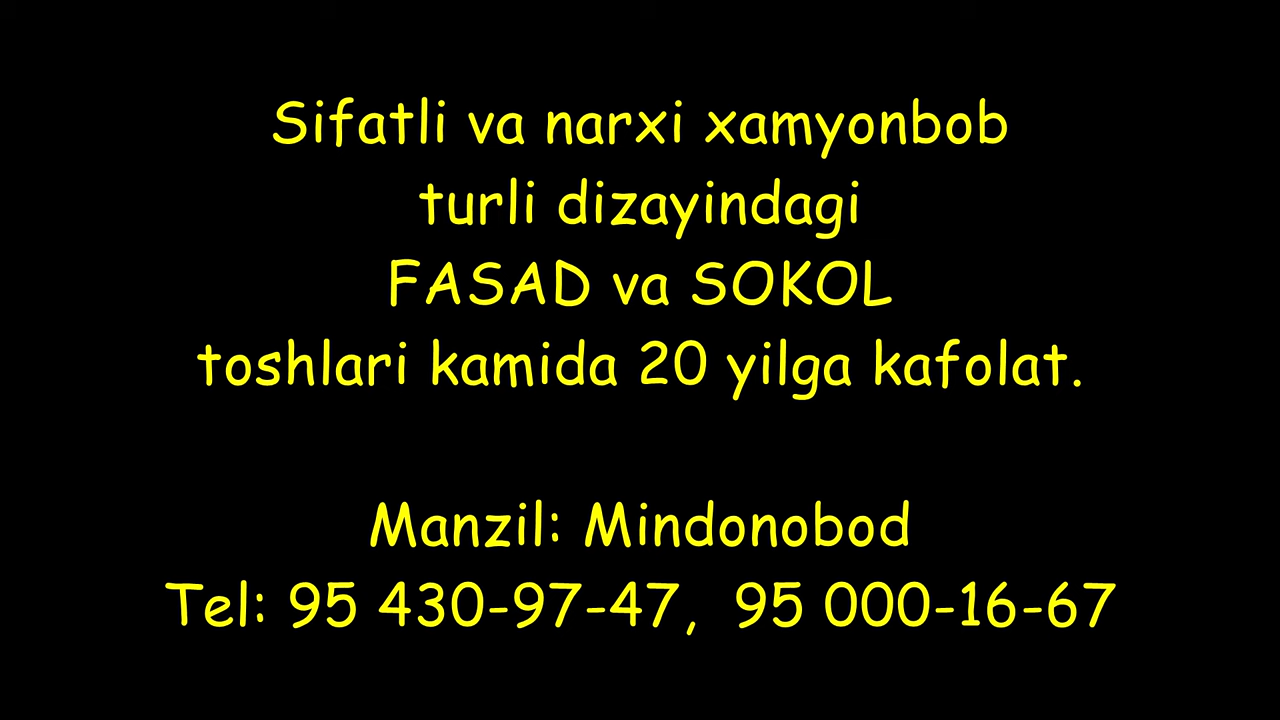 Sifatli va narxi xamyonbob
turli dizayindagi
FASAD va SOKOL
toshlari kamida 20 yilga kafolat.
Manzil: Mindonobod
Tel: 95 430-97-47, 95 000-16-67